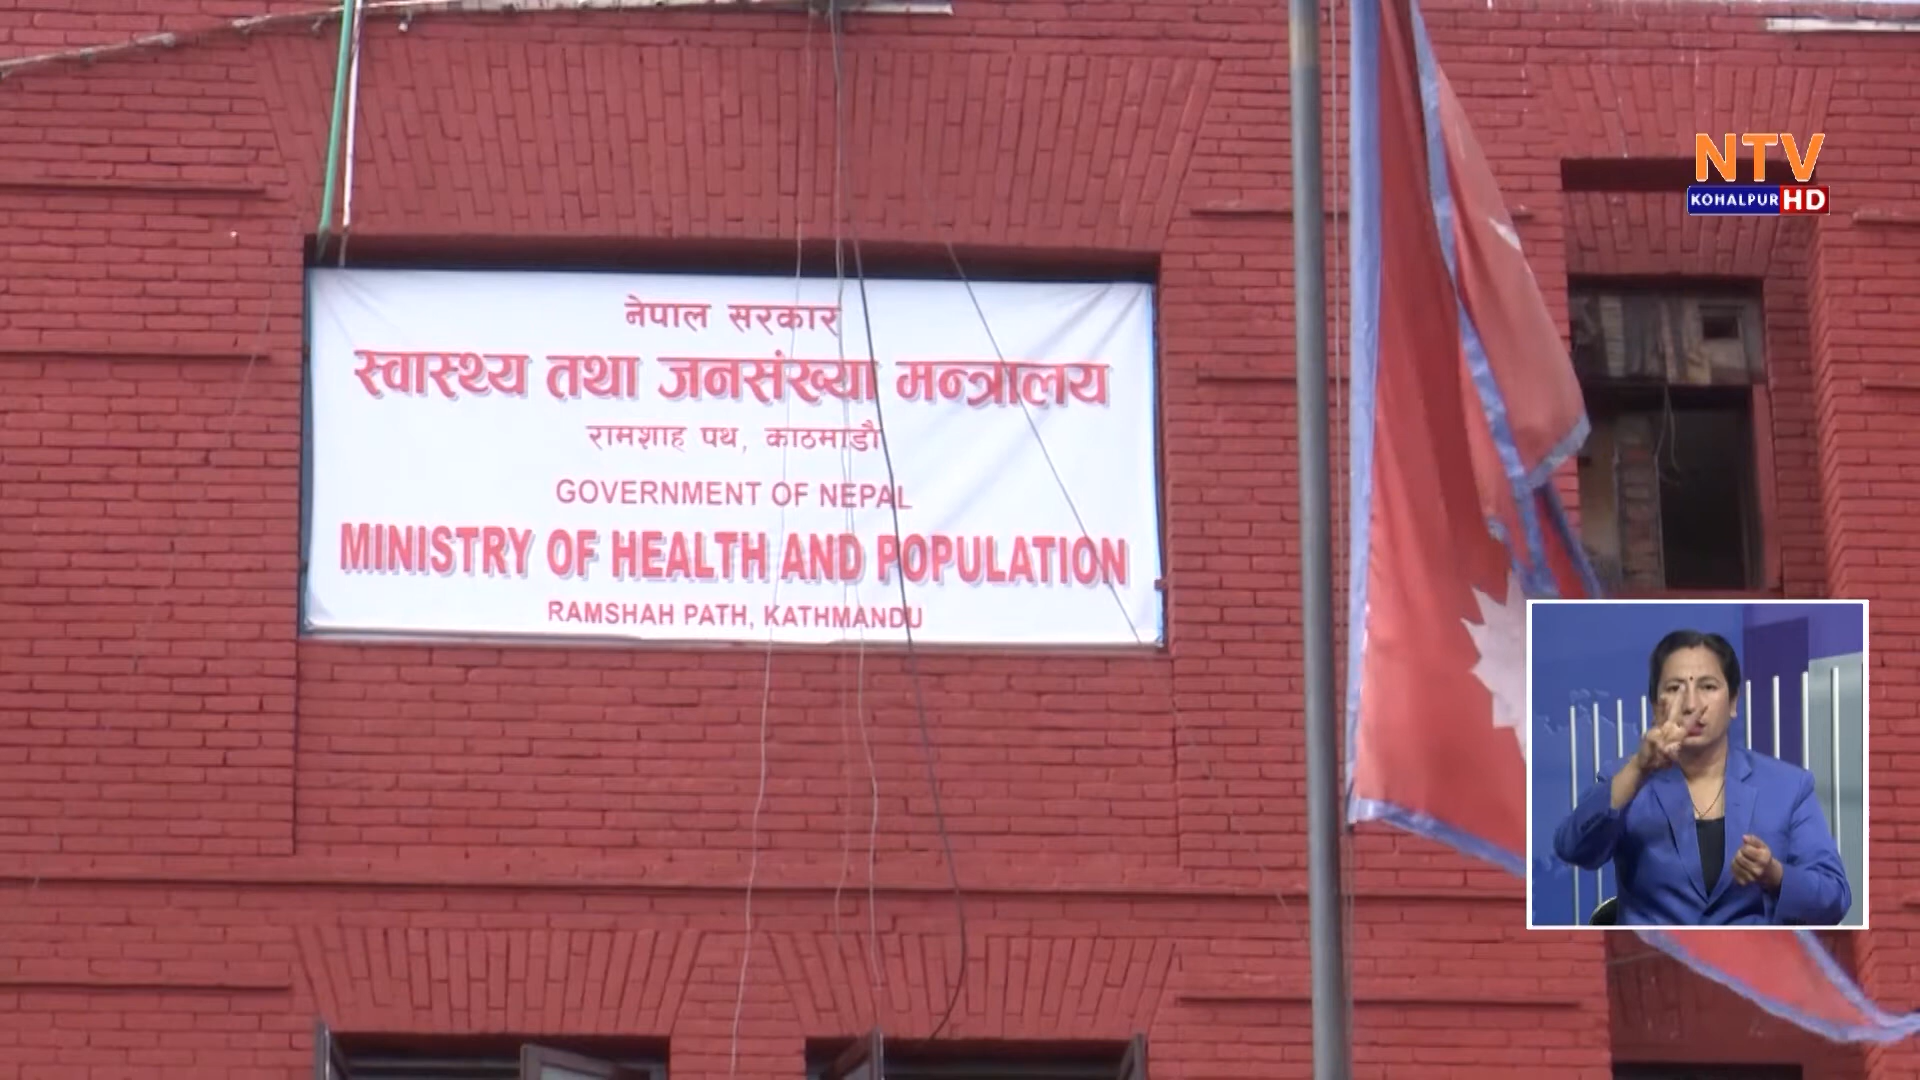 नेपाल सरकार
स्वास्थ्य तथा जनसंख्या मन्त्रालय
रामशाह पथ, काठमाडौं
GOVERNMENT OF NEPAL
MINISTRY OF HEALTH AND POPULATION
RAMSHAH PATH, KATHMANDU
NTV
KOHALPUR HD